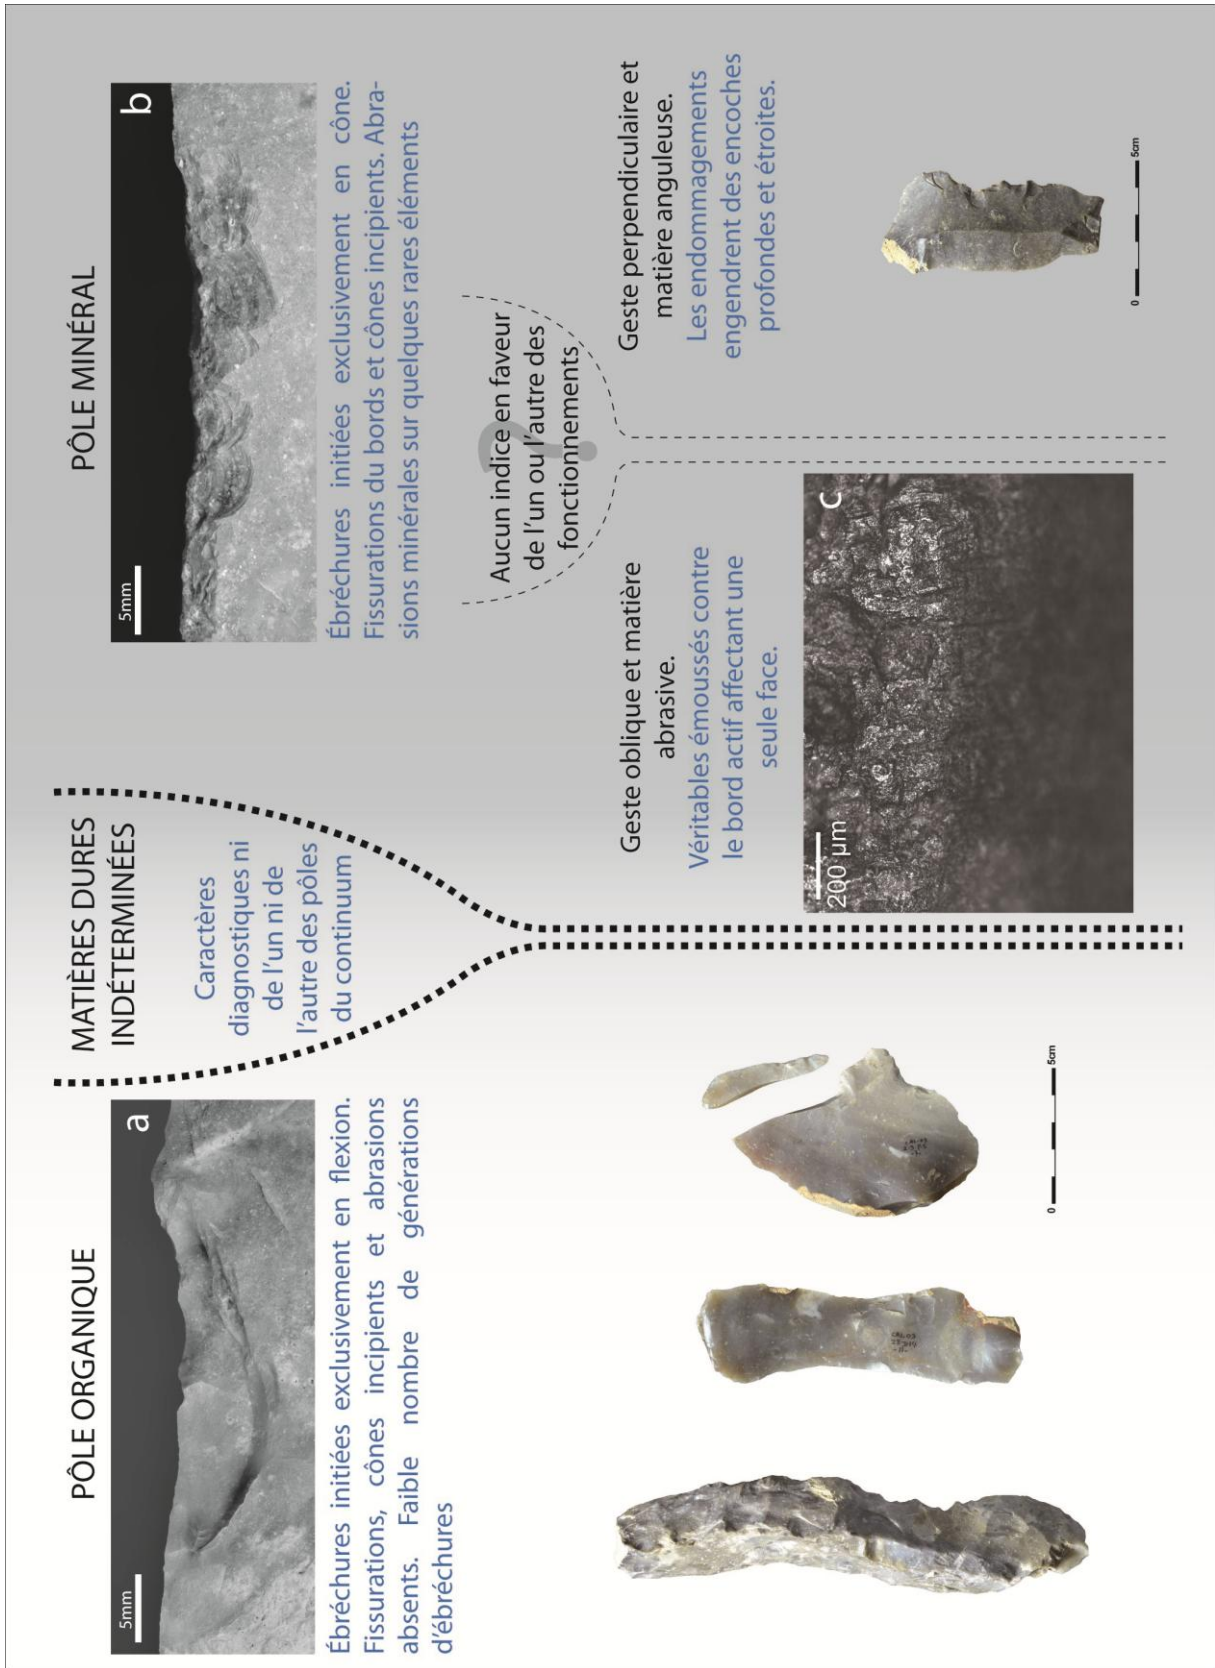 PÔLE ORGANIQUE
5mm
a
Ébréchures initiées exclusivement en flexion.
Fissurations, cônes incipients et abrasions
absents. Faible nombre de générations
d'ébréchures
0
5cm
MATIÈRES DURES
INDÉTERMINÉES
Caractères
diagnostiques ni
de l'un ni de
l'autre des pôles
du continuum
PÔLE MINÉRAL
5mm
b
Ébréchures initiées exclusivement en cône.
Fissurations du bords et cônes incipients. Abra-
sions minérales sur quelques rares éléments
?
Aucun indice en faveur
de l'un ou l'autre des
fonctionnements
Geste oblique et matière
abrasive.
Véritables émoussés contre
le bord actif affectant une
seule face.
200 µm
c
Geste perpendiculaire et
matière anguleuse.
Les endommagements
engendrent des encoches
profondes et étroites.
0
5cm